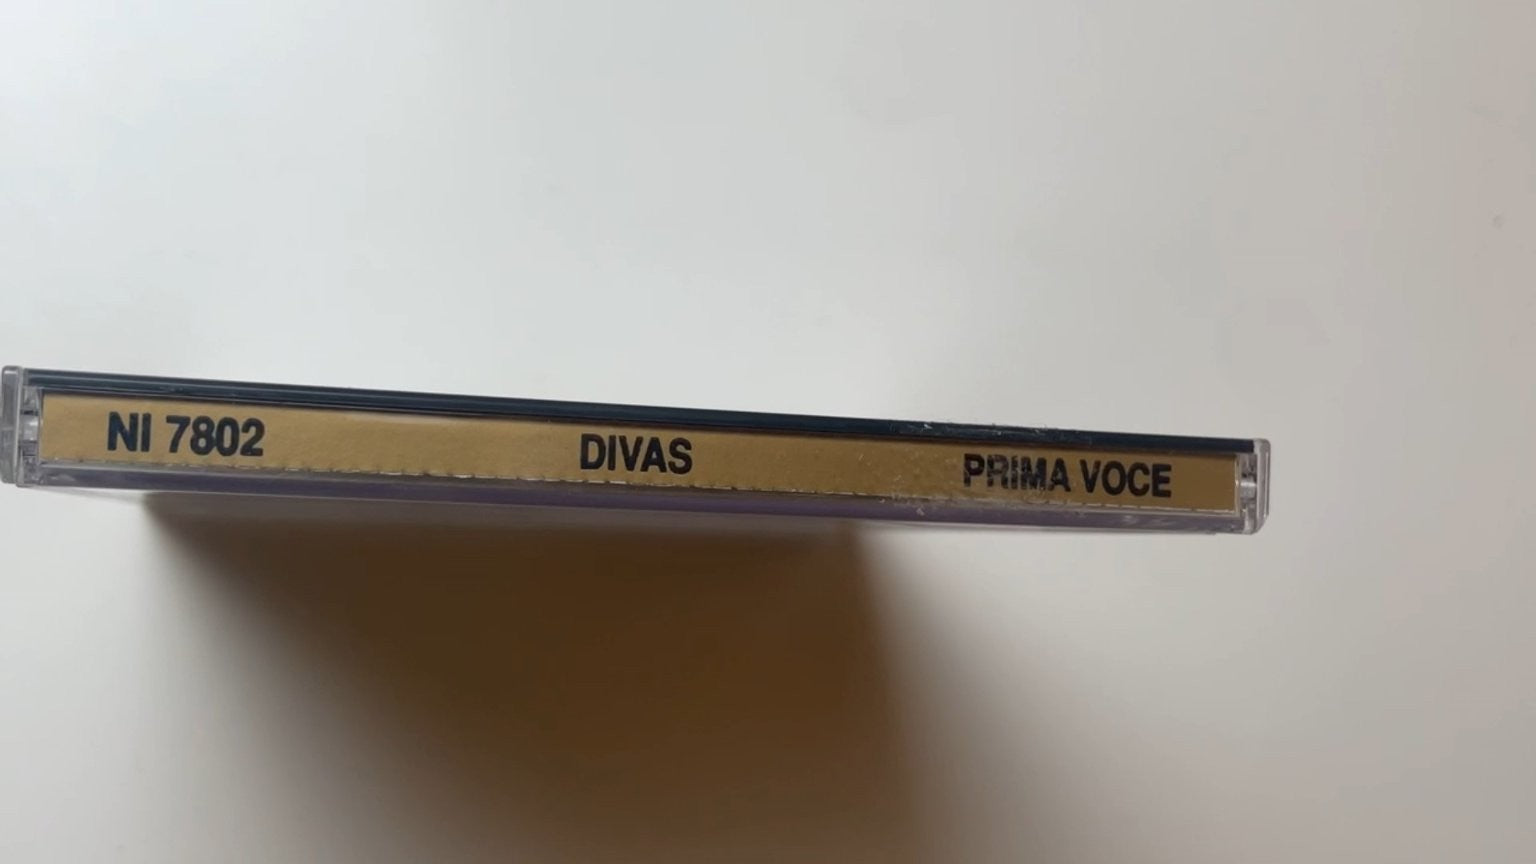 NI 7802 DIVAS PRIMA VOCE